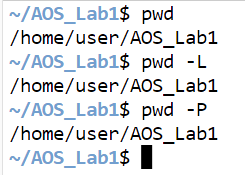 ~/AOS_Lab1$ pwd
/home/user/AOS_Lab1
~/AOS_Lab1$ pwd -L
/home/user/AOS_Lab1
~/AOS_Lab1$ pwd -P
/home/user/AOS_Lab1
~/AOS_Lab1$